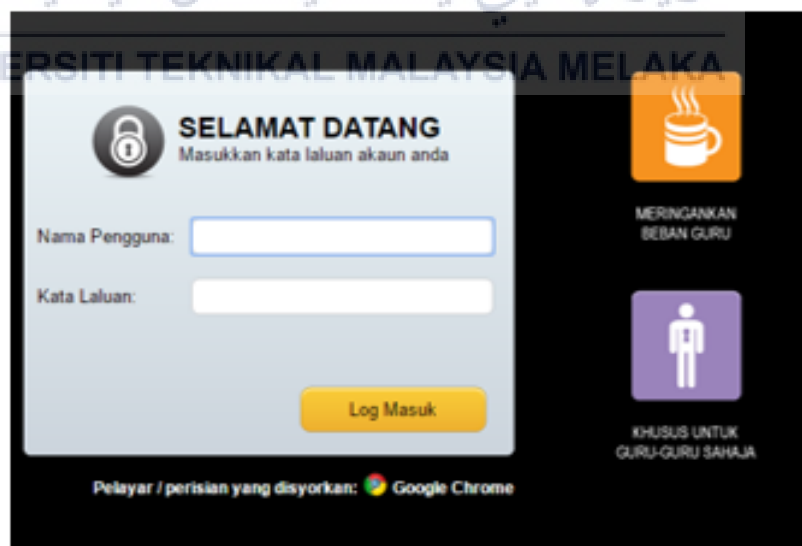 ERSITI TEKNIKAL MALAYSIA MELAKA
SELAMAT DATANG
Masukkan kata laluan akaun anda
Nama Pengguna:
Kata Laluan:
Log Masuk
Pelayar / perisian yang disyorkan: Google Chrome
MERINGANKAN
BEBAN GURU
KHUSUS UNTUK
GURU-GURU SAHAJA